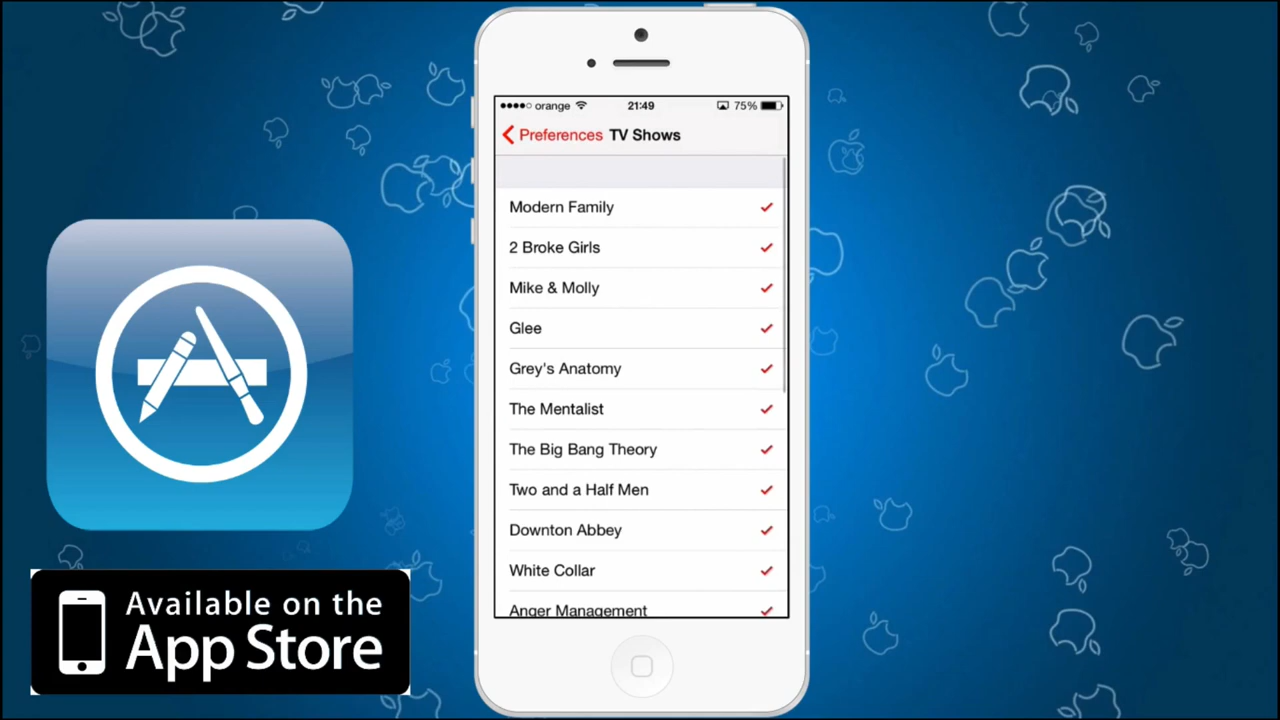 orange 21:49 75%
Preferences TV Shows
Modern Family
2 Broke Girls
Mike & Molly
Glee
Grey's Anatomy
The Mentalist
The Big Bang Theory
Two and a Half Men
Downton Abbey
White Collar
Anger Management
Available on the
App Store